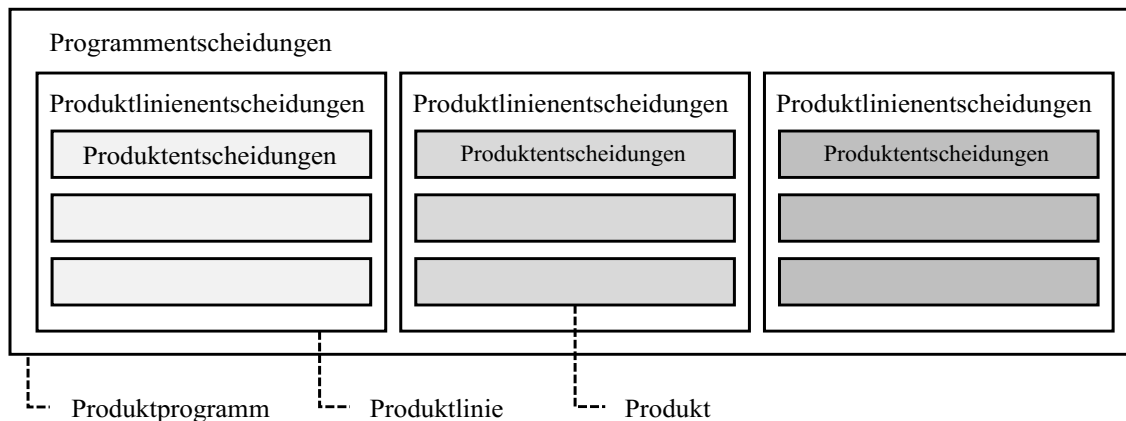 Programmentscheidungen
Produktlinienentscheidungen
Produktentscheidungen
Produktlinienentscheidungen
Produktentscheidungen
Produktlinienentscheidungen
Produktentscheidungen
Produktprogramm
Produktlinie
Produkt